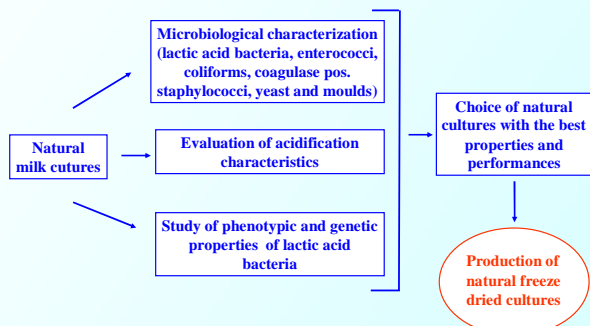 Microbiological characterization
(lactic acid bacteria, enterococci,
coliforms, coagulase pos.
staphylococci, yeast and moulds)
Natural
milk cutures
Evaluation of acidification
characteristics
Study of phenotypic and genetic
properties of lactic acid
bacteria
Choice of natural
cultures with the best
properties and
performances
Production of
natural freeze
dried cultures